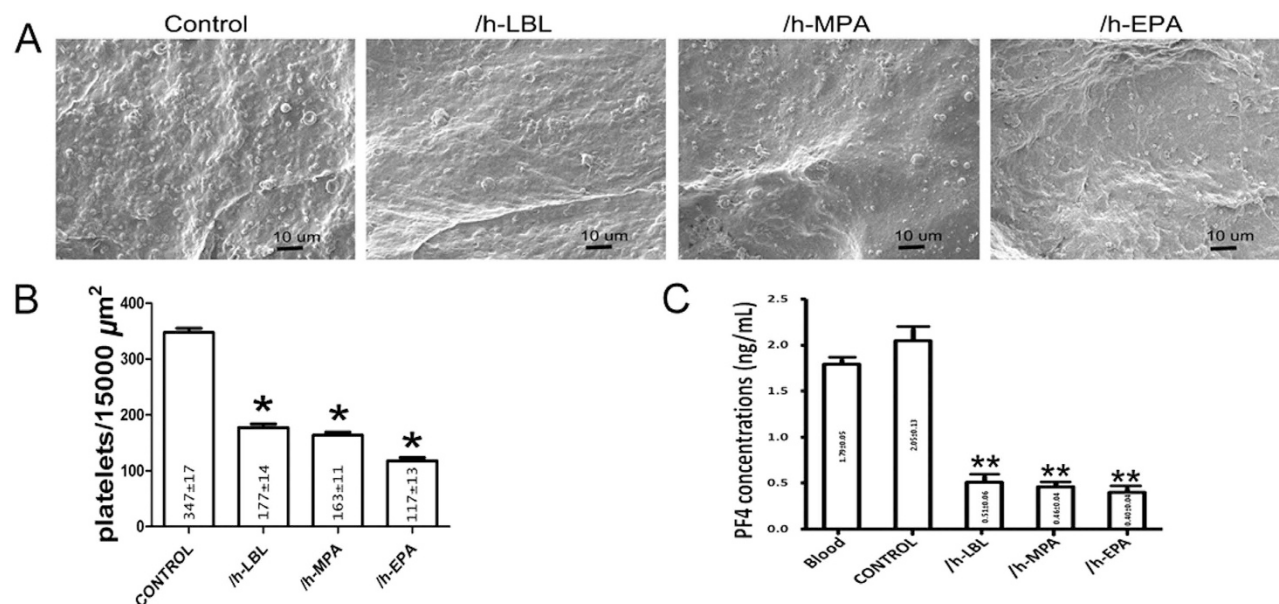 A
Control
/h-LBL
/h-MPA
/h-EPA
10 um
10 um
10 um
10 um
B
platelets/15000 µm²
400
300
200
100
0
347±17
177±14
163±11
117±13
*
*
*
CONTROL
/h-LBL
/h-MPA
/h-EPA
C
PF4 concentrations (ng/mL)
2.5
2.0
1.5
1.0
0.5
0.0
1.79±0.05
2.05±0.13
0.51±0.06
0.46±0.04
0.40±0.04
**
**
**
Blood
CONTROL
/h-LBL
/h-MPA
/h-EPA